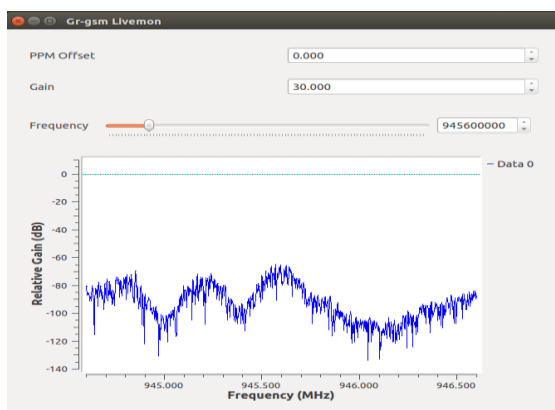 Gr-gsm Livemon
PPM Offset 0.000
Gain 30.000
Frequency 945600000
Data 0
Relative Gain (dB)
0
-20
-40
-60
-80
-100
-120
-140
945.000 945.500 946.000 946.500
Frequency (MHz)